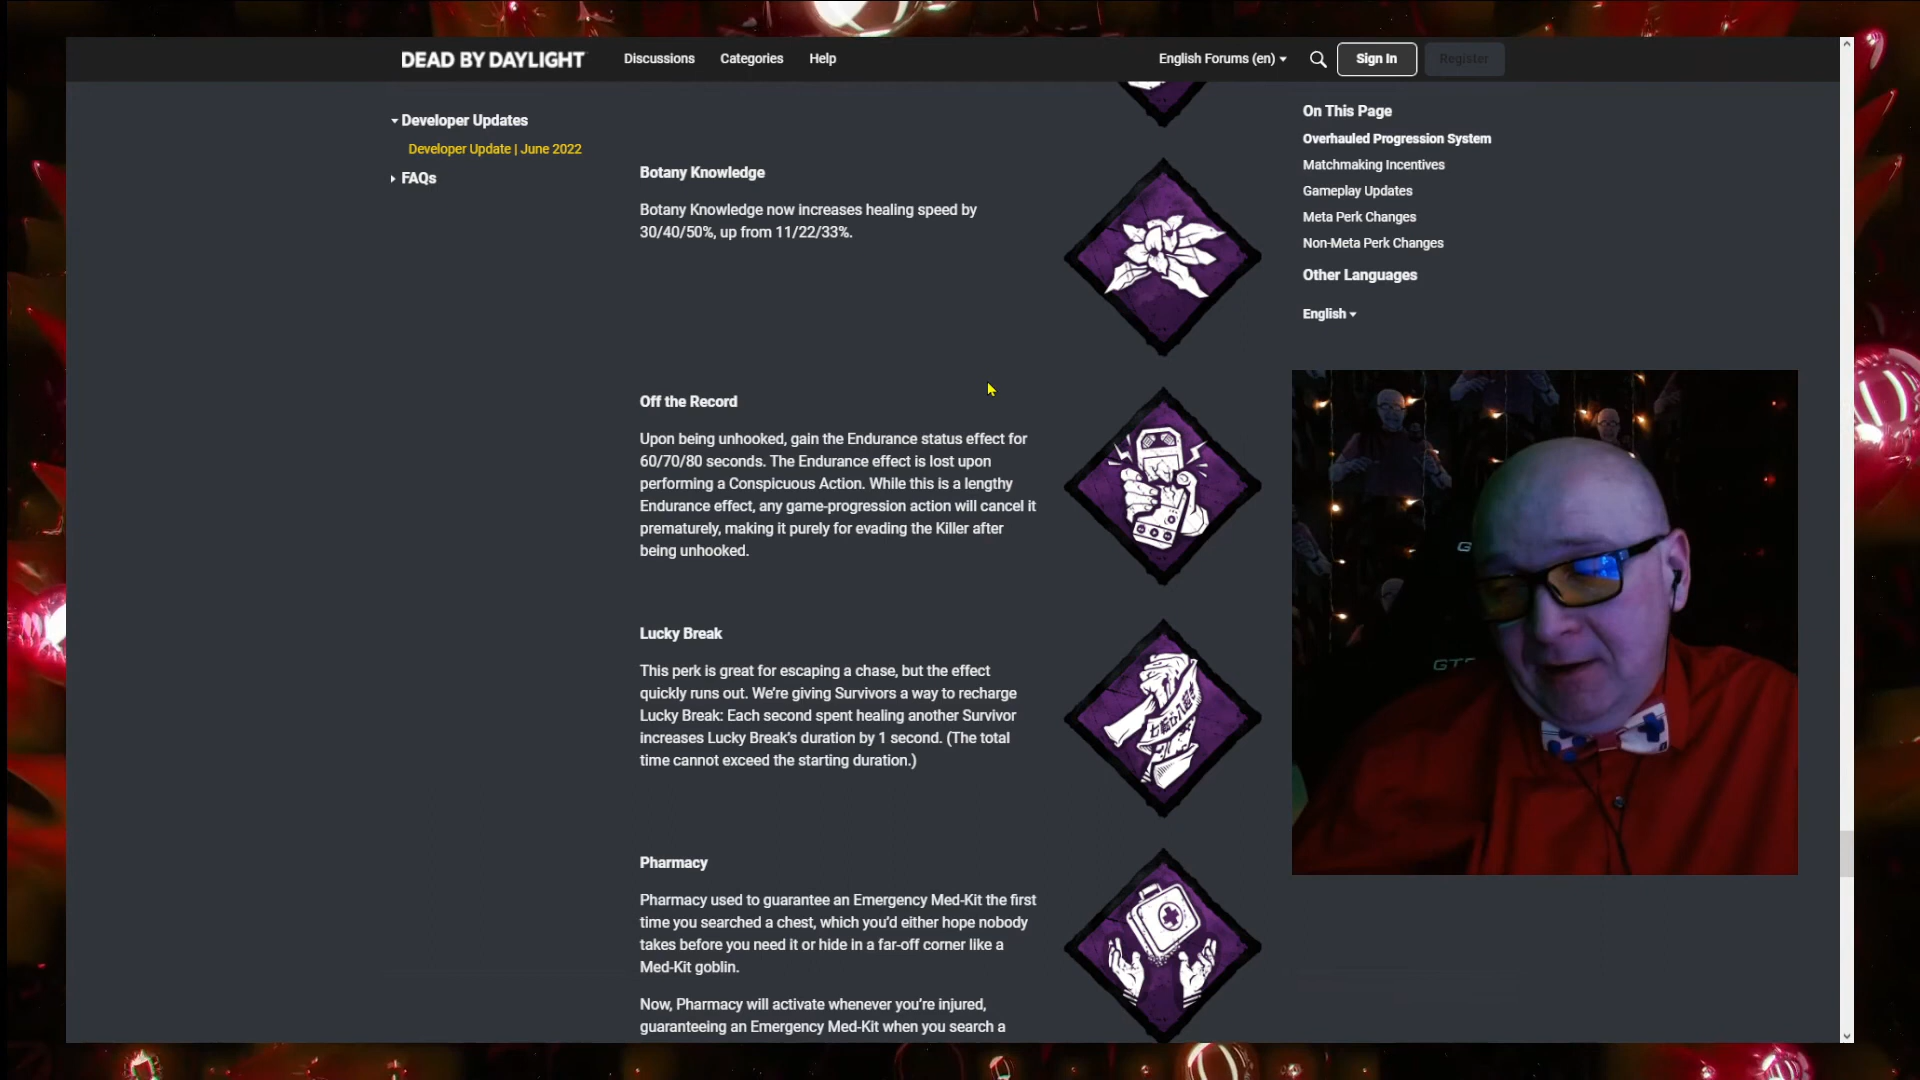 DEAD BY DAYLIGHT
Discussions
Categories
Help
English Forums (en)
Sign In
Register
Developer Updates
Developer Update | June 2022
FAQs
Botany Knowledge
Botany Knowledge now increases healing speed by
30/40/50%, up from 11/22/33%.
Off the Record
Upon being unhooked, gain the Endurance status effect for
60/70/80 seconds. The Endurance effect is lost upon
performing a Conspicuous Action. While this is a lengthy
Endurance effect, any game-progression action will cancel it
prematurely, making it purely for evading the Killer after
being unhooked.
Lucky Break
This perk is great for escaping a chase, but the effect
quickly runs out. We’re giving Survivors a way to recharge
Lucky Break: Each second spent healing another Survivor
increases Lucky Break’s duration by 1 second. (The total
time cannot exceed the starting duration.)
Pharmacy
Pharmacy used to guarantee an Emergency Med-Kit the first
time you searched a chest, which you’d either hope nobody
takes before you need it or hide in a far-off corner like a
Med-Kit goblin.
Now, Pharmacy will activate whenever you’re injured,
guaranteeing an Emergency Med-Kit when you search a
On This Page
Overhauled Progression System
Matchmaking Incentives
Gameplay Updates
Meta Perk Changes
Non-Meta Perk Changes
Other Languages
English